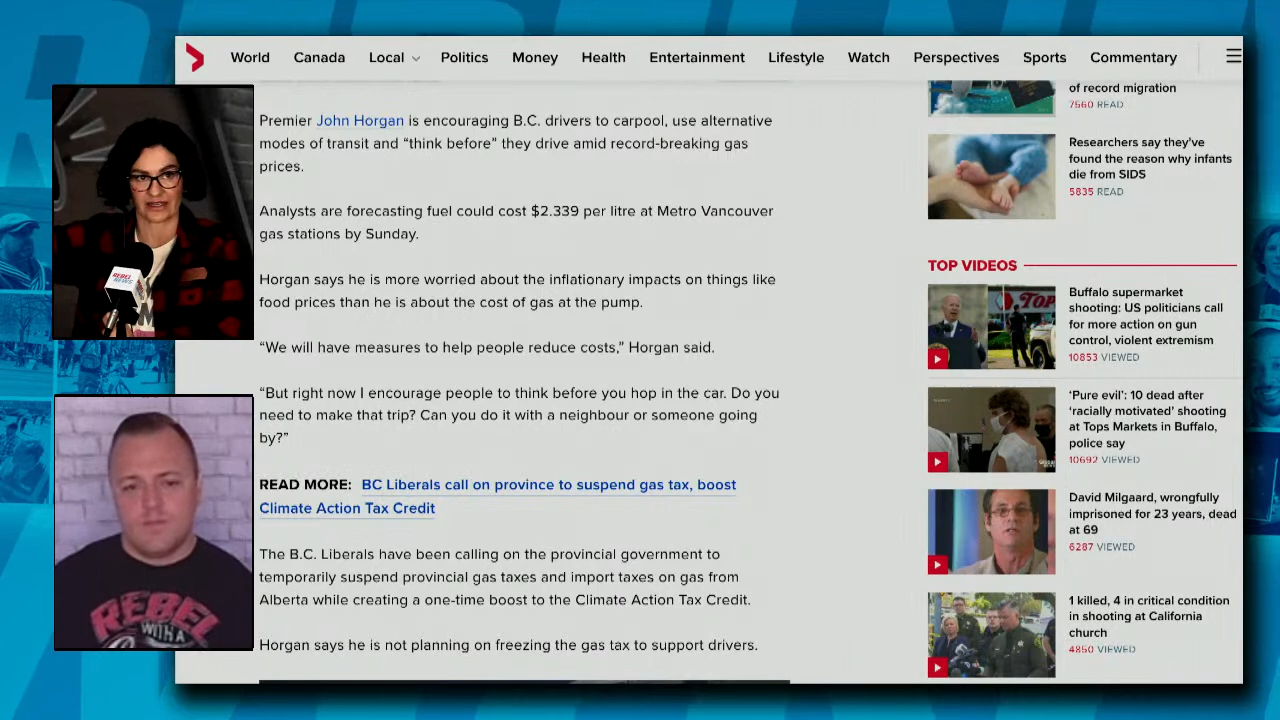 World Canada Local Politics Money Health Entertainment Lifestyle Watch Perspectives Sports Commentary
Premier John Horgan is encouraging B.C. drivers to carpool, use alternative
modes of transit and “think before” they drive amid record-breaking gas
prices.
Analysts are forecasting fuel could cost $2.339 per litre at Metro Vancouver
gas stations by Sunday.
Horgan says he is more worried about the inflationary impacts on things like
food prices than he is about the cost of gas at the pump.
“We will have measures to help people reduce costs,” Horgan said.
“But right now I encourage people to think before you hop in the car. Do you
need to make that trip? Can you do it with a neighbour or someone going
by?”
READ MORE: BC Liberals call on province to suspend gas tax, boost
Climate Action Tax Credit
The B.C. Liberals have been calling on the provincial government to
temporarily suspend provincial gas taxes and import taxes on gas from
Alberta while creating a one-time boost to the Climate Action Tax Credit.
Horgan says he is not planning on freezing the gas tax to support drivers.
of record migration
7560 READ
Researchers say they’ve
found the reason why infants
die from SIDS
5835 READ
TOP VIDEOS
Buffalo supermarket
shooting: US politicians call
for more action on gun
control, violent extremism
10853 VIEWED
‘Pure evil’: 10 dead after
‘racially motivated’ shooting
at Tops Markets in Buffalo,
police say
10692 VIEWED
David Milgaard, wrongfully
imprisoned for 23 years, dead
at 69
6287 VIEWED
1 killed, 4 in critical condition
in shooting at California
church
4850 VIEWED
REBEL
NEWS
REBEL
WITH A